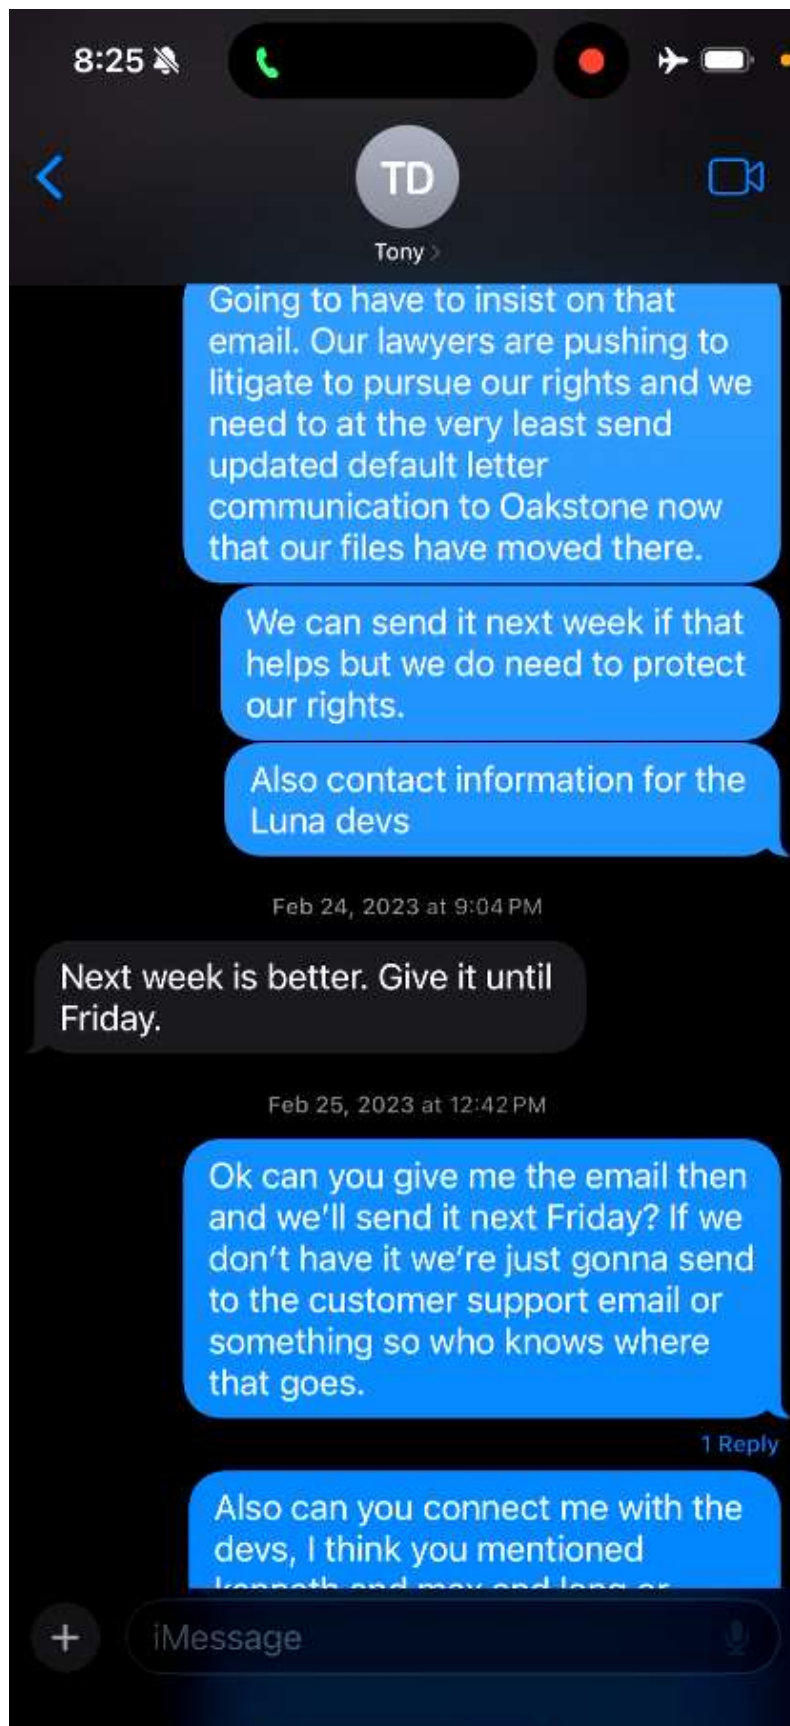 8:25
TD
Tony
Going to have to insist on that
email. Our lawyers are pushing to
litigate to pursue our rights and we
need to at the very least send
updated default letter
communication to Oakstone now
that our files have moved there.
We can send it next week if that
helps but we do need to protect
our rights.
Also contact information for the
Luna devs
Feb 24, 2023 at 9:04 PM
Next week is better. Give it until
Friday.
Feb 25, 2023 at 12:42 PM
Ok can you give me the email then
and we’ll send it next Friday? If we
don’t have it we’re just gonna send
to the customer support email or
something so who knows where
that goes.
1 Reply
Also can you connect me with the
devs, I think you mentioned
kenneth and max and long or
iMessage